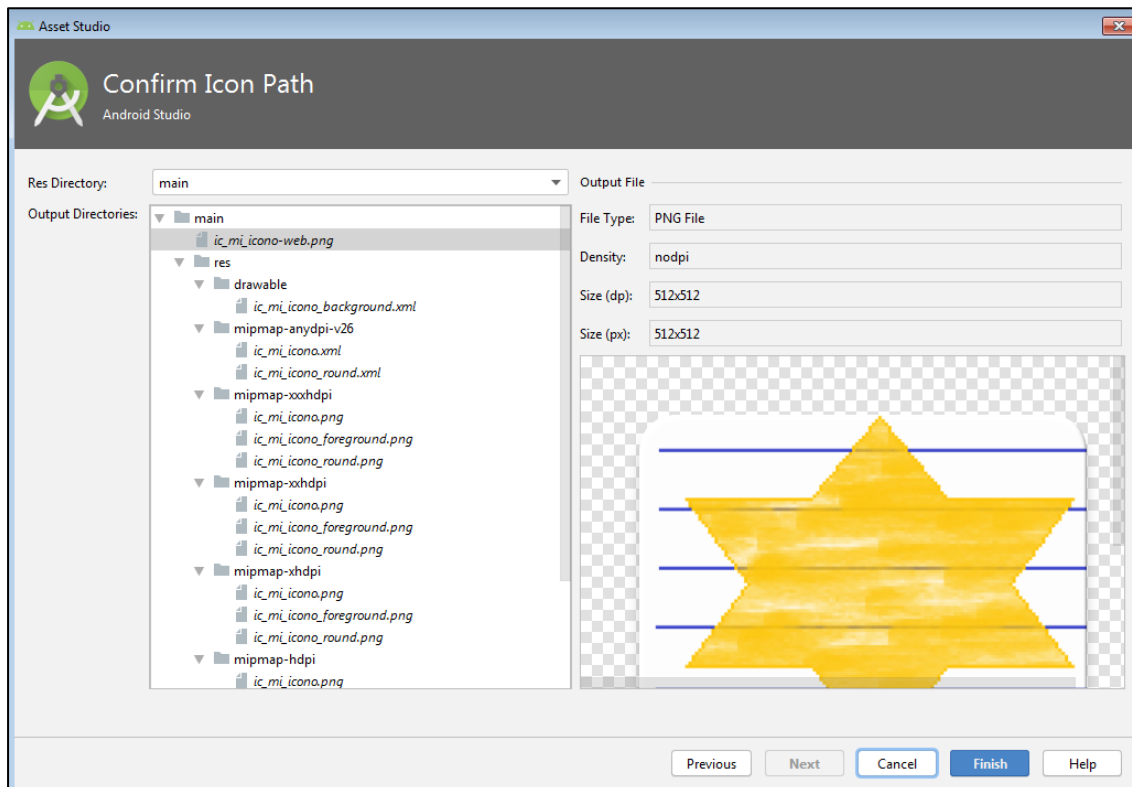 Asset Studio
Confirm Icon Path
Android Studio
Res Directory:
main
Output Directories:
main
ic_mi_icono-web.png
res
drawable
ic_mi_icono_background.xml
mipmap-anydpi-v26
ic_mi_icono.xml
ic_mi_icono_round.xml
mipmap-xxxhdpi
ic_mi_icono.png
ic_mi_icono_foreground.png
ic_mi_icono_round.png
mipmap-xxhdpi
ic_mi_icono.png
ic_mi_icono_foreground.png
ic_mi_icono_round.png
mipmap-xhdpi
ic_mi_icono.png
ic_mi_icono_foreground.png
ic_mi_icono_round.png
mipmap-hdpi
ic_mi_icono.png
Output File
File Type: PNG File
Density: nodpi
Size (dp): 512x512
Size (px): 512x512
Previous Next Cancel Finish Help